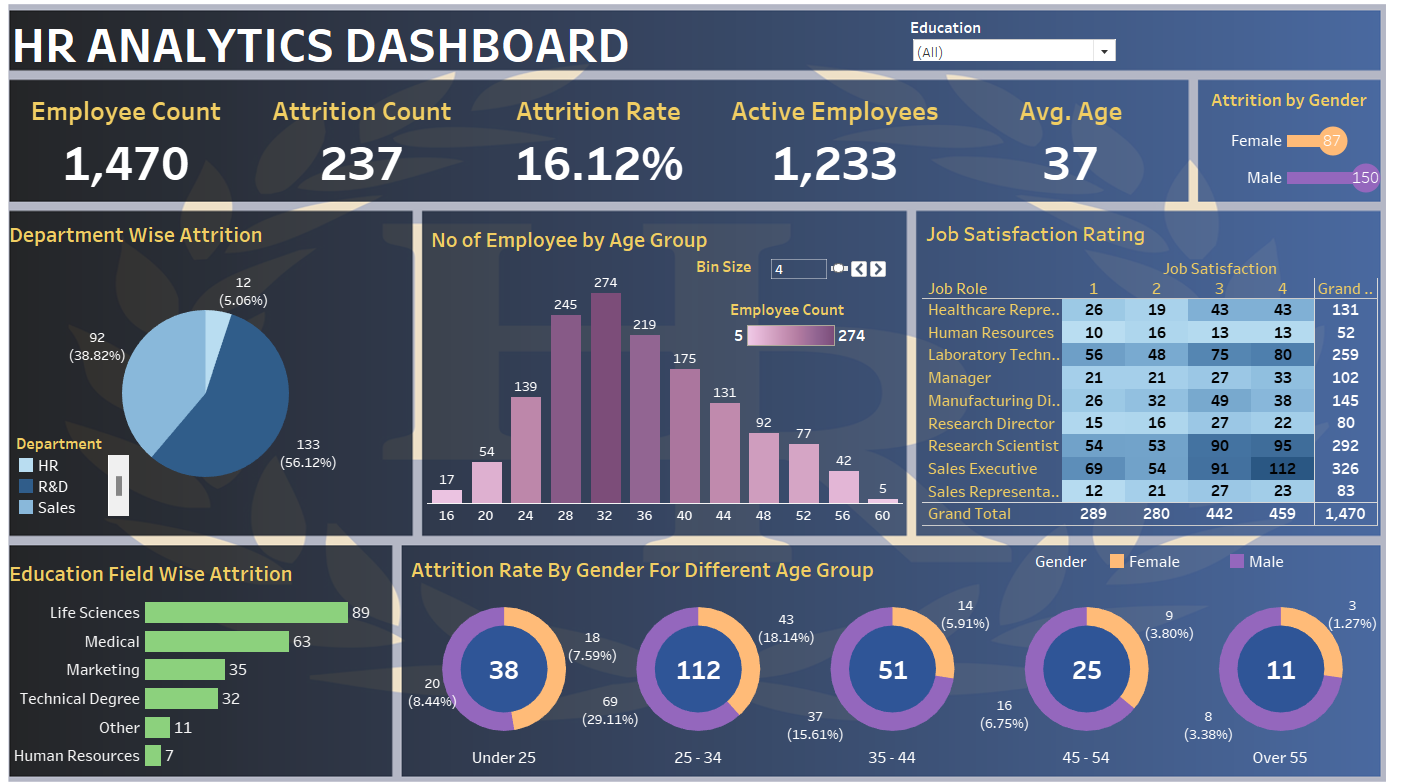 HR ANALYTICS DASHBOARD
Education
(All)
Employee Count
1,470
Attrition Count
237
Attrition Rate
16.12%
Active Employees
1,233
Avg. Age
37
Attrition by Gender
Female 87
Male 150
Department Wise Attrition
12
(5.06%)
92
(38.82%)
133
(56.12%)
Department
HR
R&D
Sales
No of Employee by Age Group
Bin Size 4
Employee Count
5 274
17 54 139 245 274 219 175 131 92 77 42 5
16 20 24 28 32 36 40 44 48 52 56 60
Job Satisfaction Rating
Job Satisfaction
Job Role 1 2 3 4 Grand ..
Healthcare Repre.. 26 19 43 43 131
Human Resources 10 16 13 13 52
Laboratory Techn.. 56 48 75 80 259
Manager 21 21 27 33 102
Manufacturing Di.. 26 32 49 38 145
Research Director 15 16 27 22 80
Research Scientist 54 53 90 95 292
Sales Executive 69 54 91 112 326
Sales Representa.. 12 21 27 23 83
Grand Total 289 280 442 459 1,470
Education Field Wise Attrition
Life Sciences 89
Medical 63
Marketing 35
Technical Degree 32
Other 11
Human Resources 7
Attrition Rate By Gender For Different Age Group
Gender Female Male
38
18
(7.59%)
20
(8.44%)
Under 25
112
43
(18.14%)
69
(29.11%)
25 - 34
51
14
(5.91%)
37
(15.61%)
35 - 44
25
9
(3.80%)
16
(6.75%)
45 - 54
11
3
(1.27%)
8
(3.38%)
Over 55
HR